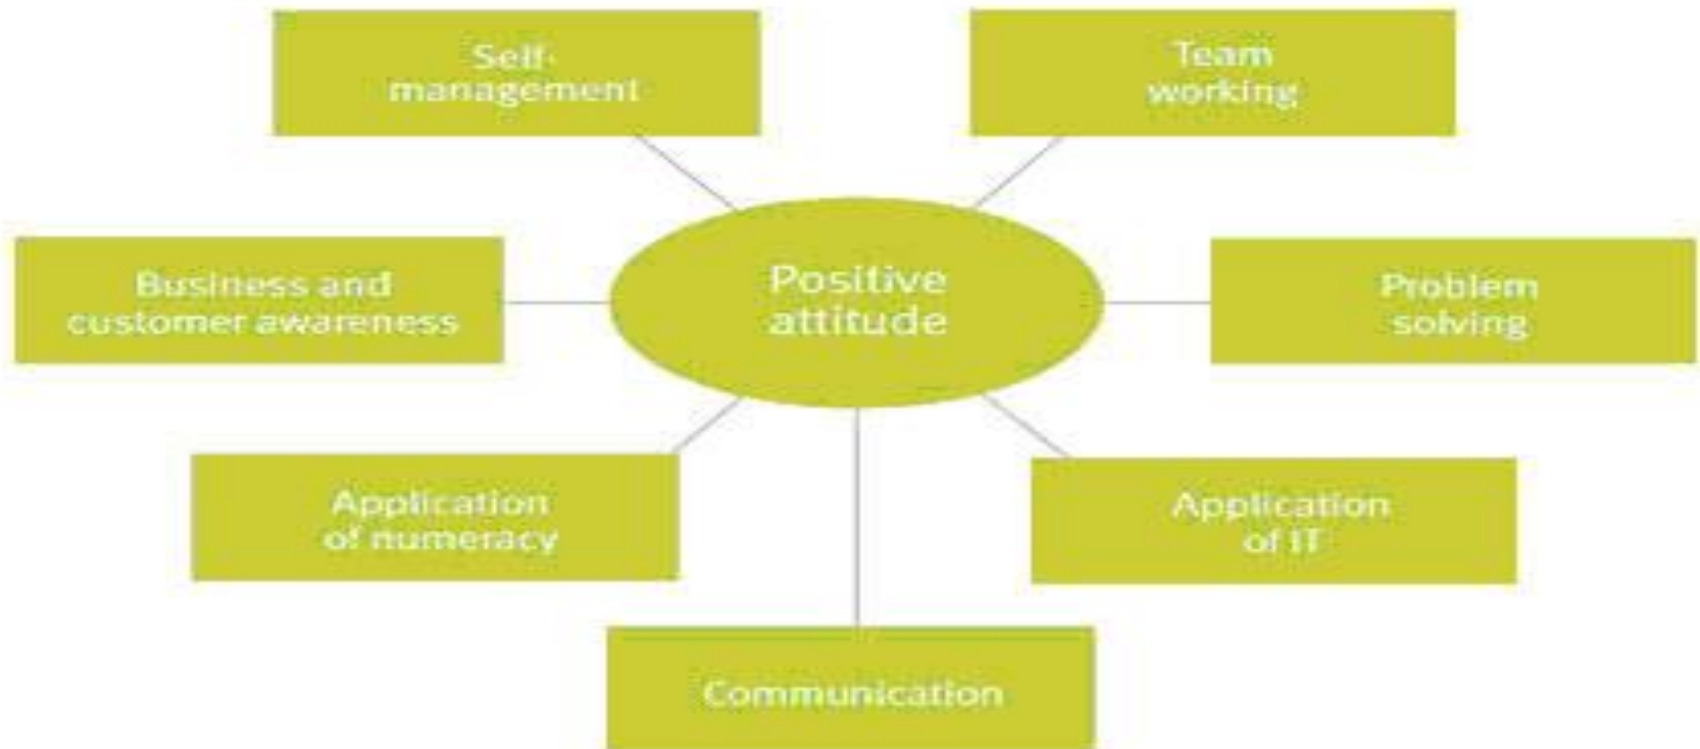 Self-
management
Team
working
Business and
customer awareness
Positive
attitude
Problem
solving
Application
of numeracy
Application
of IT
Communication